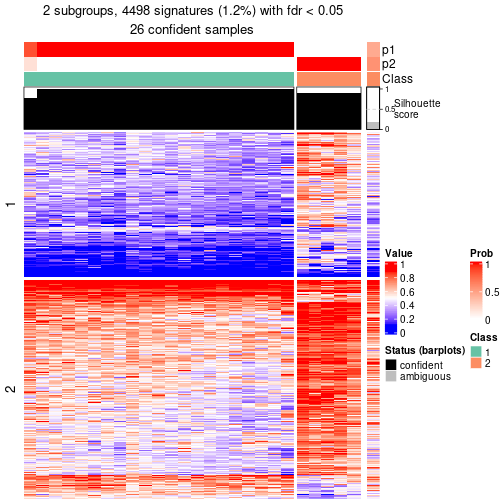 2 subgroups, 4498 signatures (1.2%) with fdr < 0.05
26 confident samples
p1
p2
Class
1
0.5
0
Silhouette
score
1
2
Value
1
0.8
0.6
0.4
0.2
0
Prob
1
0.5
0
Status (barplots)
confident
ambiguous
Class
1
2